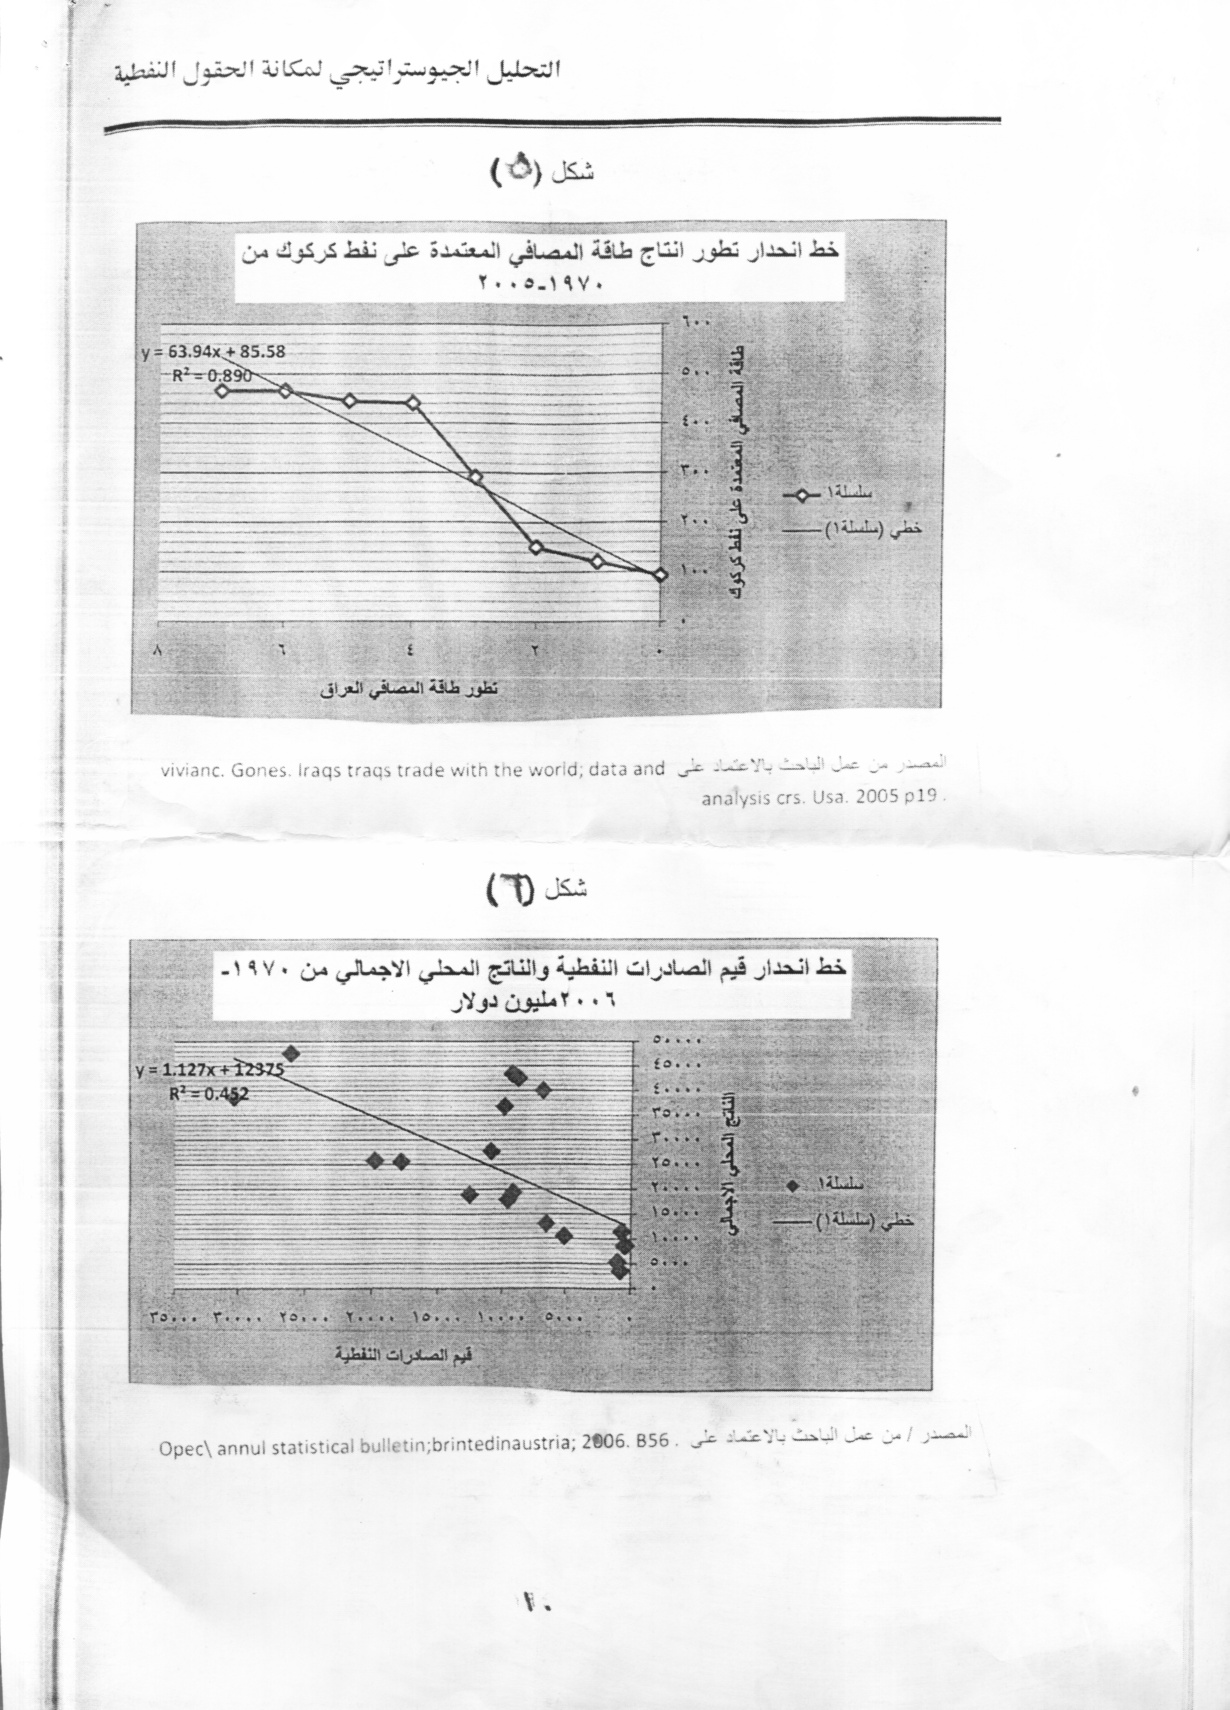 التحليل الجيوستراتيجي لمكانة الحقول النفطية
شكل (٥)
خط انحدار تطور انتاج طاقة المصافي المعتمدة على نفط كركوك من
١٩٧٠-٢٠٠٥
y = 63.94x + 85.58
R² = 0.890
٦٠٠
٥٠٠
٤٠٠
٣٠٠
٢٠٠
١٠٠
٠
طاقة المصافي المعتمدة على نفط كركوك
سلسلة١
خطي (سلسلة١)
٨ ٦ ٤ ٢ ٠
تطور طاقة المصافي العراق
المصدر من عمل الباحث بالاعتماد على vivianc. Gones. Iraqs traqs trade with the world; data and
analysis crs. Usa. 2005 p19 .
شكل (٦)
خط انحدار قيم الصادرات النفطية والناتج المحلي الاجمالي من ١٩٧٠-
٢٠٠٦مليون دولار
y = 1.127x + 12375
R² = 0.452
٥٠٠٠٠
٤٥٠٠٠
٤٠٠٠٠
٣٥٠٠٠
٣٠٠٠٠
٢٥٠٠٠
٢٠٠٠٠
١٥٠٠٠
١٠٠٠٠
٥٠٠٠
٠
الناتج المحلي الاجمالي
سلسلة١
خطي (سلسلة١)
٣٥٠٠٠ ٣٠٠٠٠ ٢٥٠٠٠ ٢٠٠٠٠ ١٥٠٠٠ ١٠٠٠٠ ٥٠٠٠ ٠
قيم الصادرات النفطية
المصدر / من عمل الباحث بالاعتماد على Opec\ annul statistical bulletin;brintedinaustria; 2006. B56 .
١٠